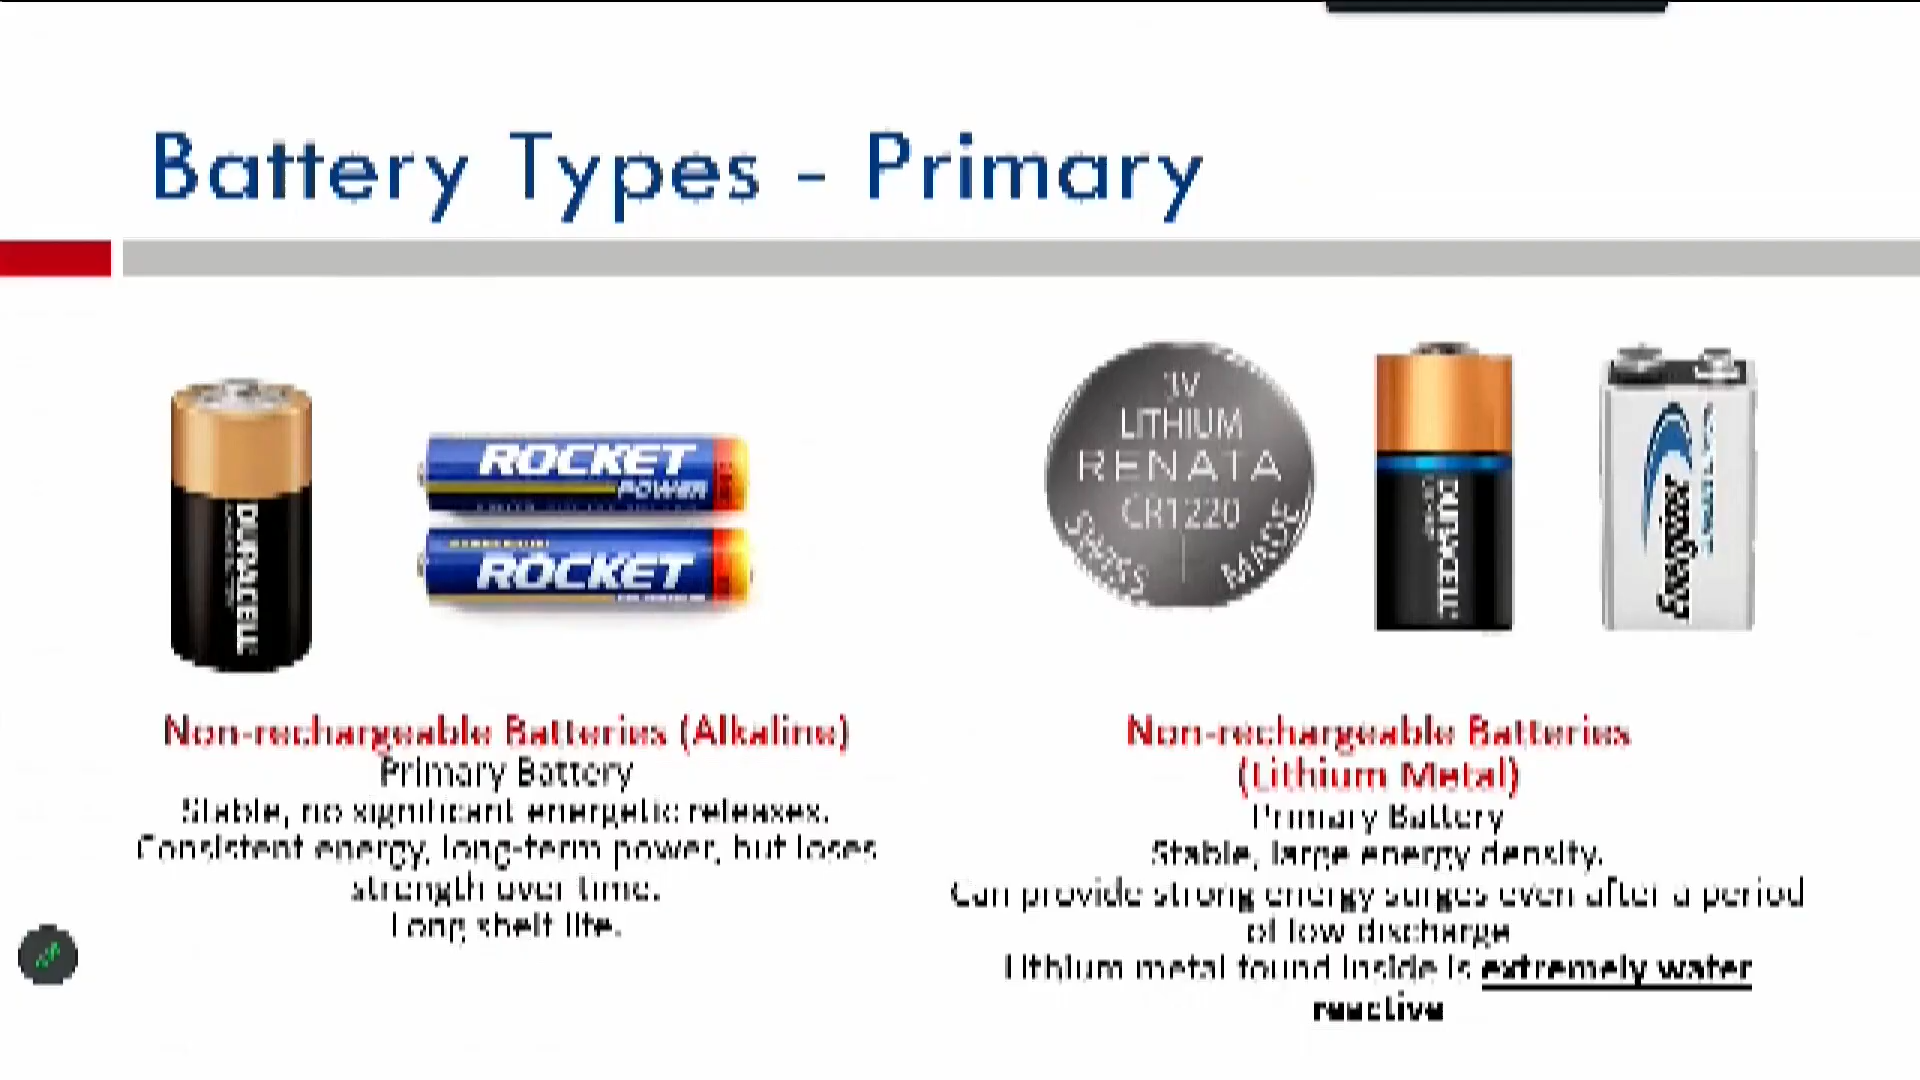 Battery Types - Primary
DURACELL
ROCKET
POWER
ROCKET
3V
LITHIUM
RENATA
CR1220
SWISS MADE
DURACELL
Energizer
Non-rechargeable Batteries (Alkaline)
Primary Battery
Stable, no significant energetic releases.
Consistent energy, long-term power, but loses
strength over time.
Long shelf life.
Non-rechargeable Batteries
(Lithium Metal)
Primary Battery
Stable, large energy density.
Can provide strong energy surges even after a period
of low discharge
Lithium metal found inside is extremely water
reactive